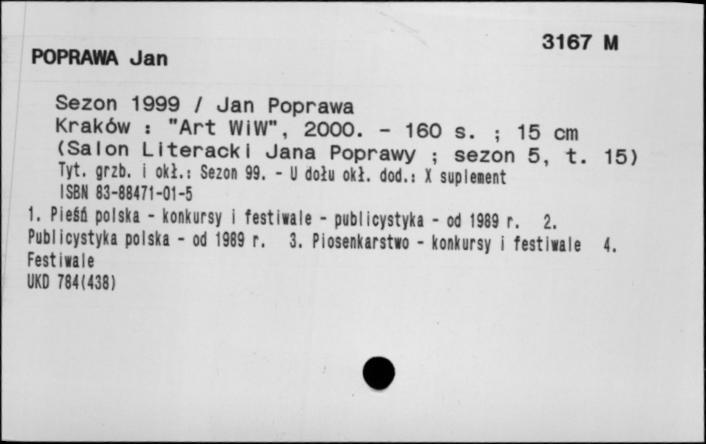 3167 M
POPRAWA Jan
Sezon 1999 / Jan Poprawa
Kraków : "Art WiW", 2000. - 160 s. ; 15 cm
(Salon Literacki Jana Poprawy ; sezon 5, t. 15)
Tyt. grzb. i okł.: Sezon 99. - U dołu okł. dod.: X suplement
ISBN 83-88471-01-5
1. Pieśń polska - konkursy i festiwale - publicystyka - od 1989 r. 2.
Publicystyka polska - od 1989 r. 3. Piosenkarstwo - konkursy i festiwale 4.
Festiwale
UKD 784(438)